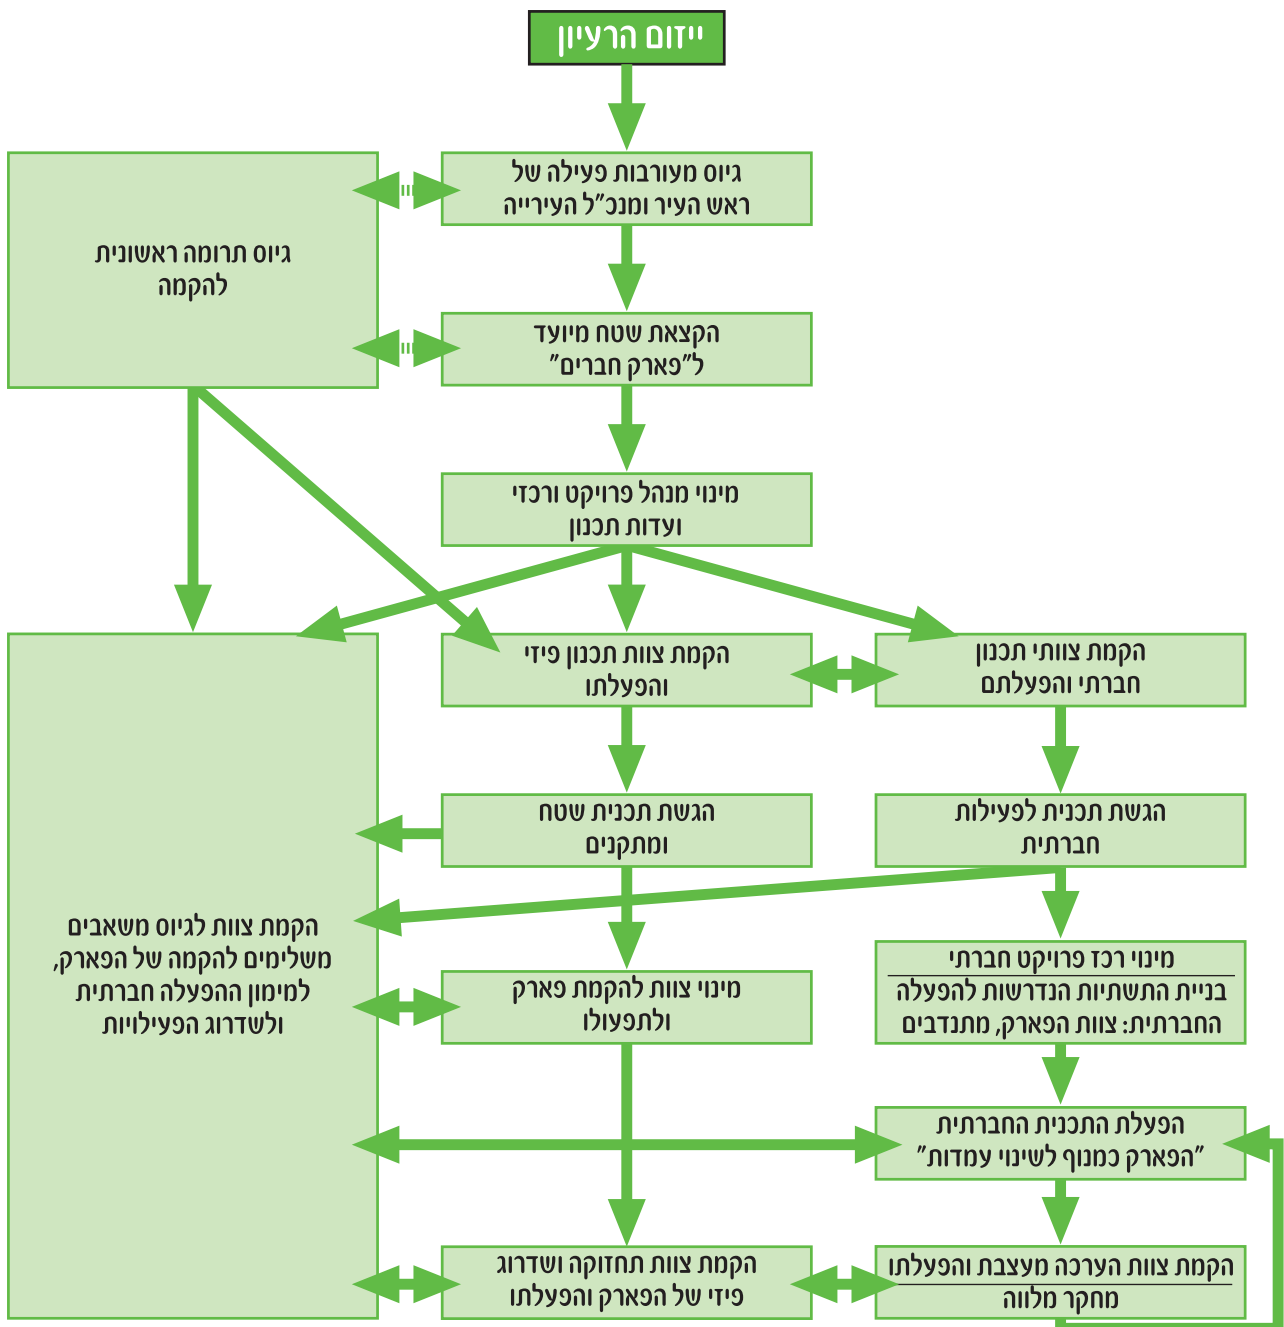 ייזום הרעיון
גיוס מעורבות פעילה של
ראש העיר ומנכ"ל העירייה
גיוס תרומה ראשונית
להקמה
הקצאת שטח מיועד
ל"פארק חברים"
מינוי מנהל פרויקט ורכזי
ועדות תכנון
הקמת צוותי תכנון
חברתי והפעלתם
הקמת צוות תכנון פיזי
והפעלתו
הגשת תכנית לפעילות
חברתית
הגשת תכנית שטח
ומתקנים
הקמת צוות לגיוס משאבים
משלימים להקמה של הפארק,
למימון ההפעלה חברתית
ולשדרוג הפעילויות
מינוי רכז פרויקט חברתי
בניית התשתיות הנדרשות להפעלה
החברתית: צוות הפארק, מתנדבים
מינוי צוות להקמת פארק
ולתפעולו
הפעלת התכנית החברתית
"הפארק כמנוף לשינוי עמדות"
הקמת צוות הערכה מעצבת והפעלתו
מחקר מלווה
הקמת צוות תחזוקה ושדרוג
פיזי של הפארק והפעלתו